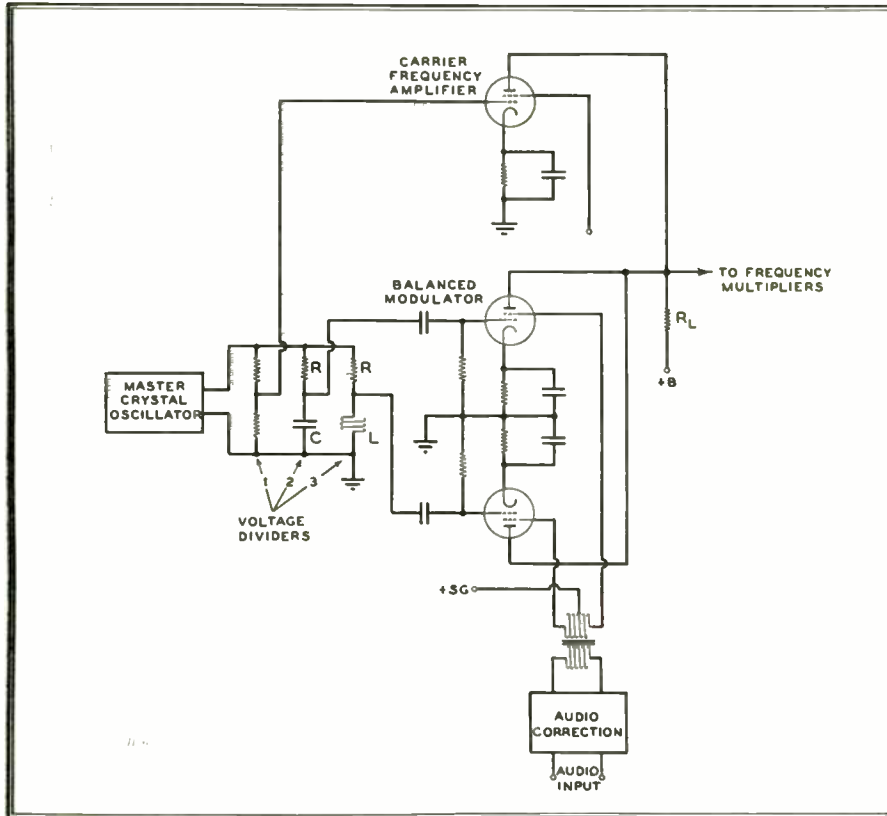 CARRIER
FREQUENCY
AMPLIFIER
TO FREQUENCY
MULTIPLIERS
BALANCED
MODULATOR
RL
+B
MASTER
CRYSTAL
OSCILLATOR
R
R
C
L
1 2 3
VOLTAGE
DIVIDERS
+SG
AUDIO
CORRECTION
AUDIO
INPUT